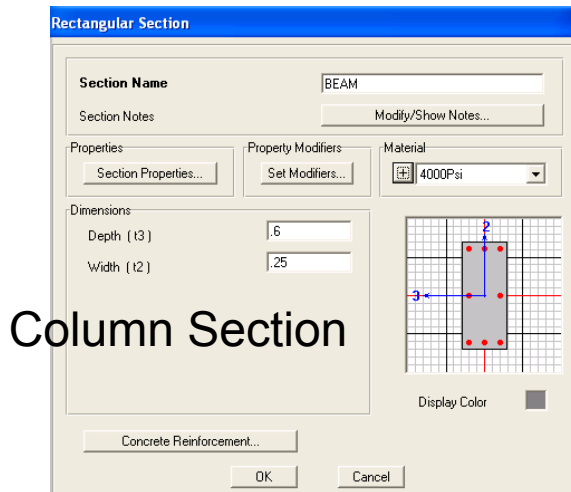 Rectangular Section
Section Name BEAM
Section Notes Modify/Show Notes...
Properties Property Modifiers Material
Section Properties... Set Modifiers... + 4000Psi
Dimensions
Depth ( t3 ) .6
Width ( t2 ) .25
2
3
Column Section
Display Color
Concrete Reinforcement...
OK Cancel